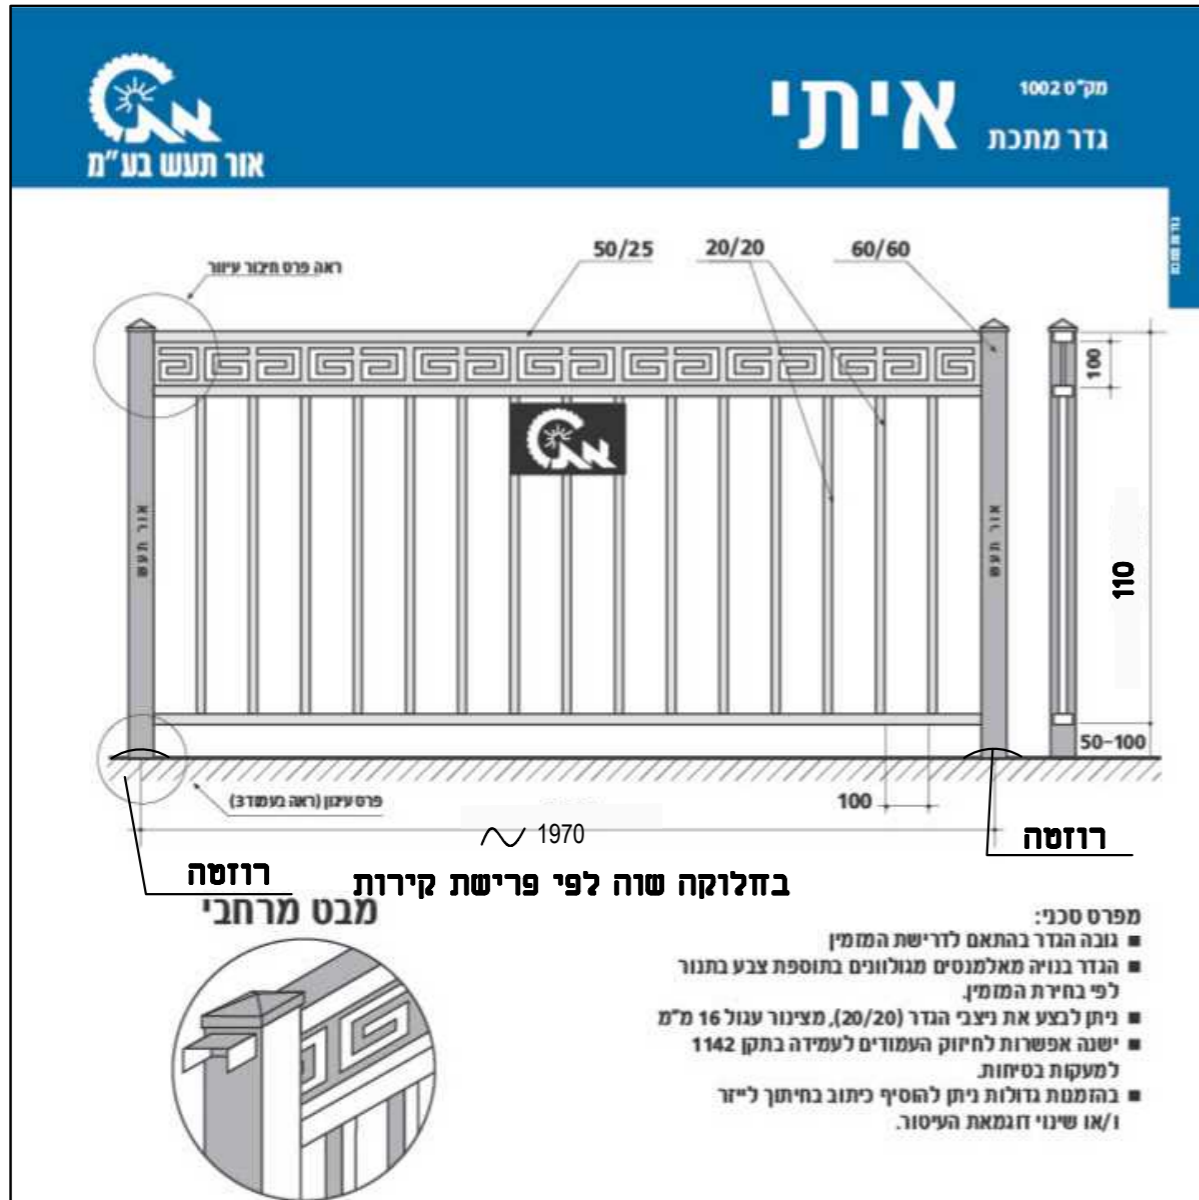 מק"ט 1002
גדר מתכת
איתי
אור תעש בע"מ
50/25
20/20
60/60
ראה פרט חיבור עיוור
100
אור תעש
אור תעש
110
50-100
פרט עיגון (ראה בעמוד 3)
100
1970
רוזטה
רוזטה
בחלוקה שוה לפי פרישת קירות
מבט מרחבי
מפרט טכני:
■ גובה הגדר בהתאם לדרישת המזמין
■ הגדר בנויה מאלמנטים מגולוונים בתוספת צבע בתנור
לפי בחירת המזמין.
■ ניתן לבצע את ניצבי הגדר (20/20), מצינור עגול 16 מ"מ
■ ישנה אפשרות לחיזוק העמודים לעמידה בתקן 1142
למעקות בטיחות.
■ בהזמנות גדולות ניתן להוסיף כיתוב בחיתוך לייזר
ו/או שינוי דוגמאת העיטור.